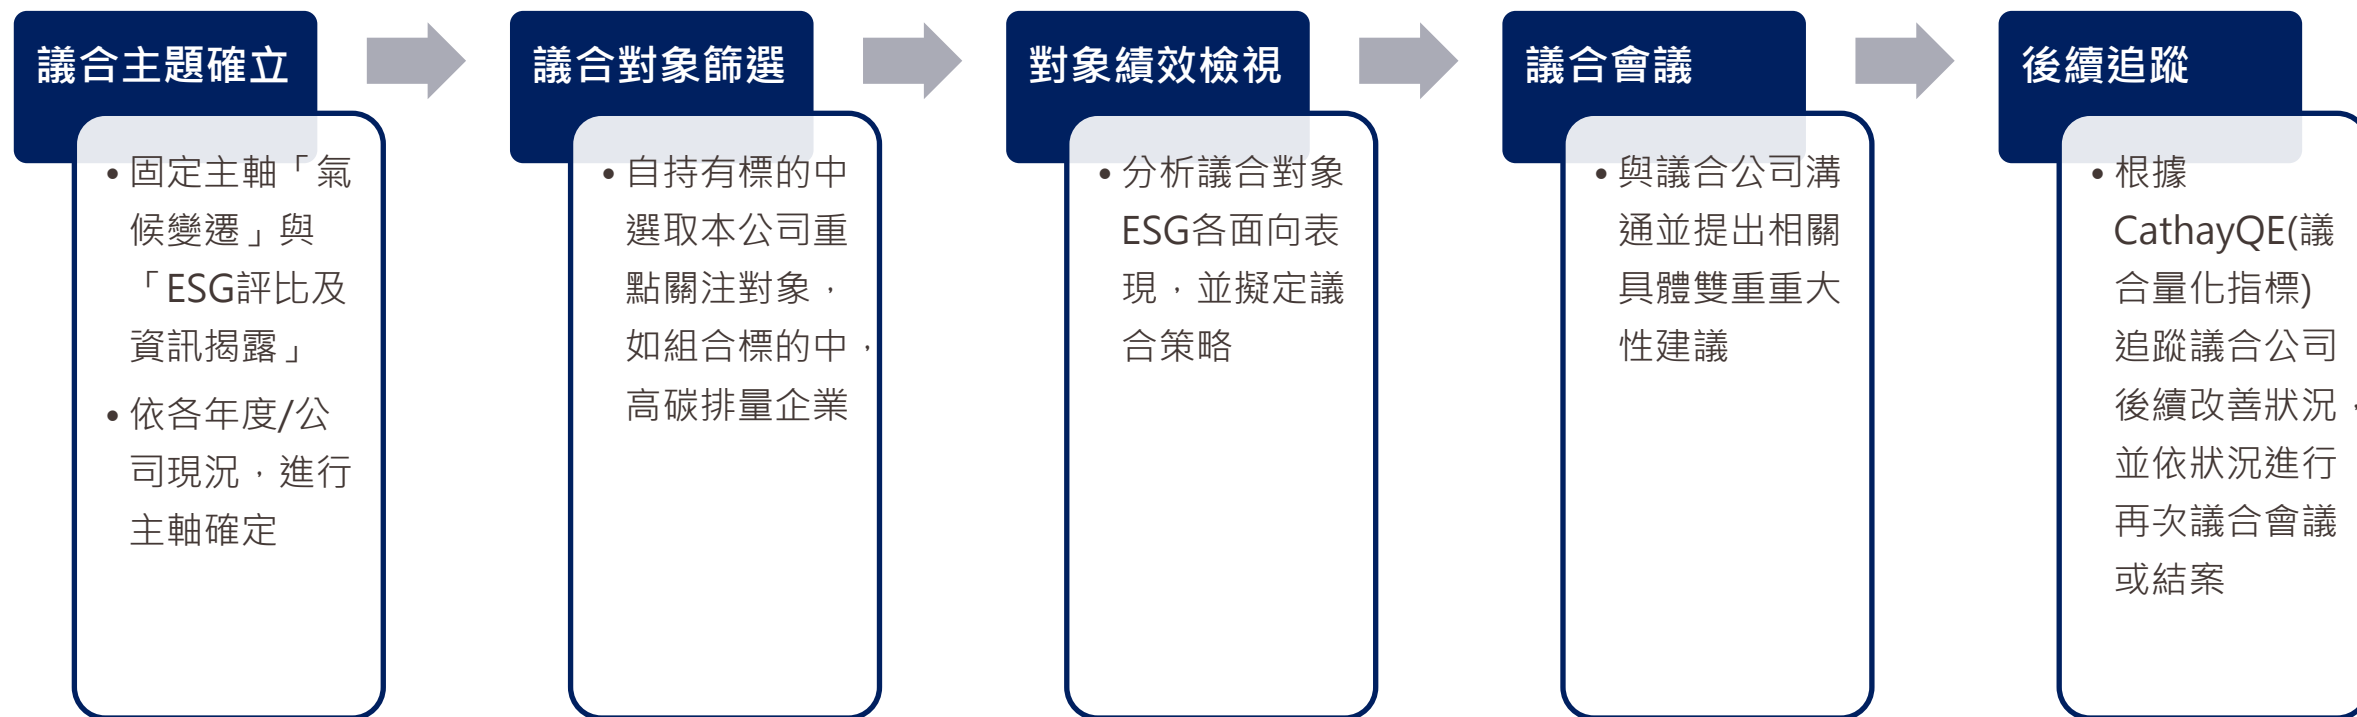 議合主題確立
• 固定主軸「氣
候變遷」與
「ESG評比及
資訊揭露」
• 依各年度/公
司現況，進行
主軸確定
議合對象篩選
• 自持有標的中
選取本公司重
點關注對象，
如組合標的中，
高碳排量企業
對象績效檢視
• 分析議合對象
ESG各面向表
現，並擬定議
合策略
議合會議
• 與議合公司溝
通並提出相關
具體雙重重大
性建議
後續追蹤
• 根據
CathayQE(議
合量化指標)
追蹤議合公司
後續改善狀況，
並依狀況進行
再次議合會議
或結案